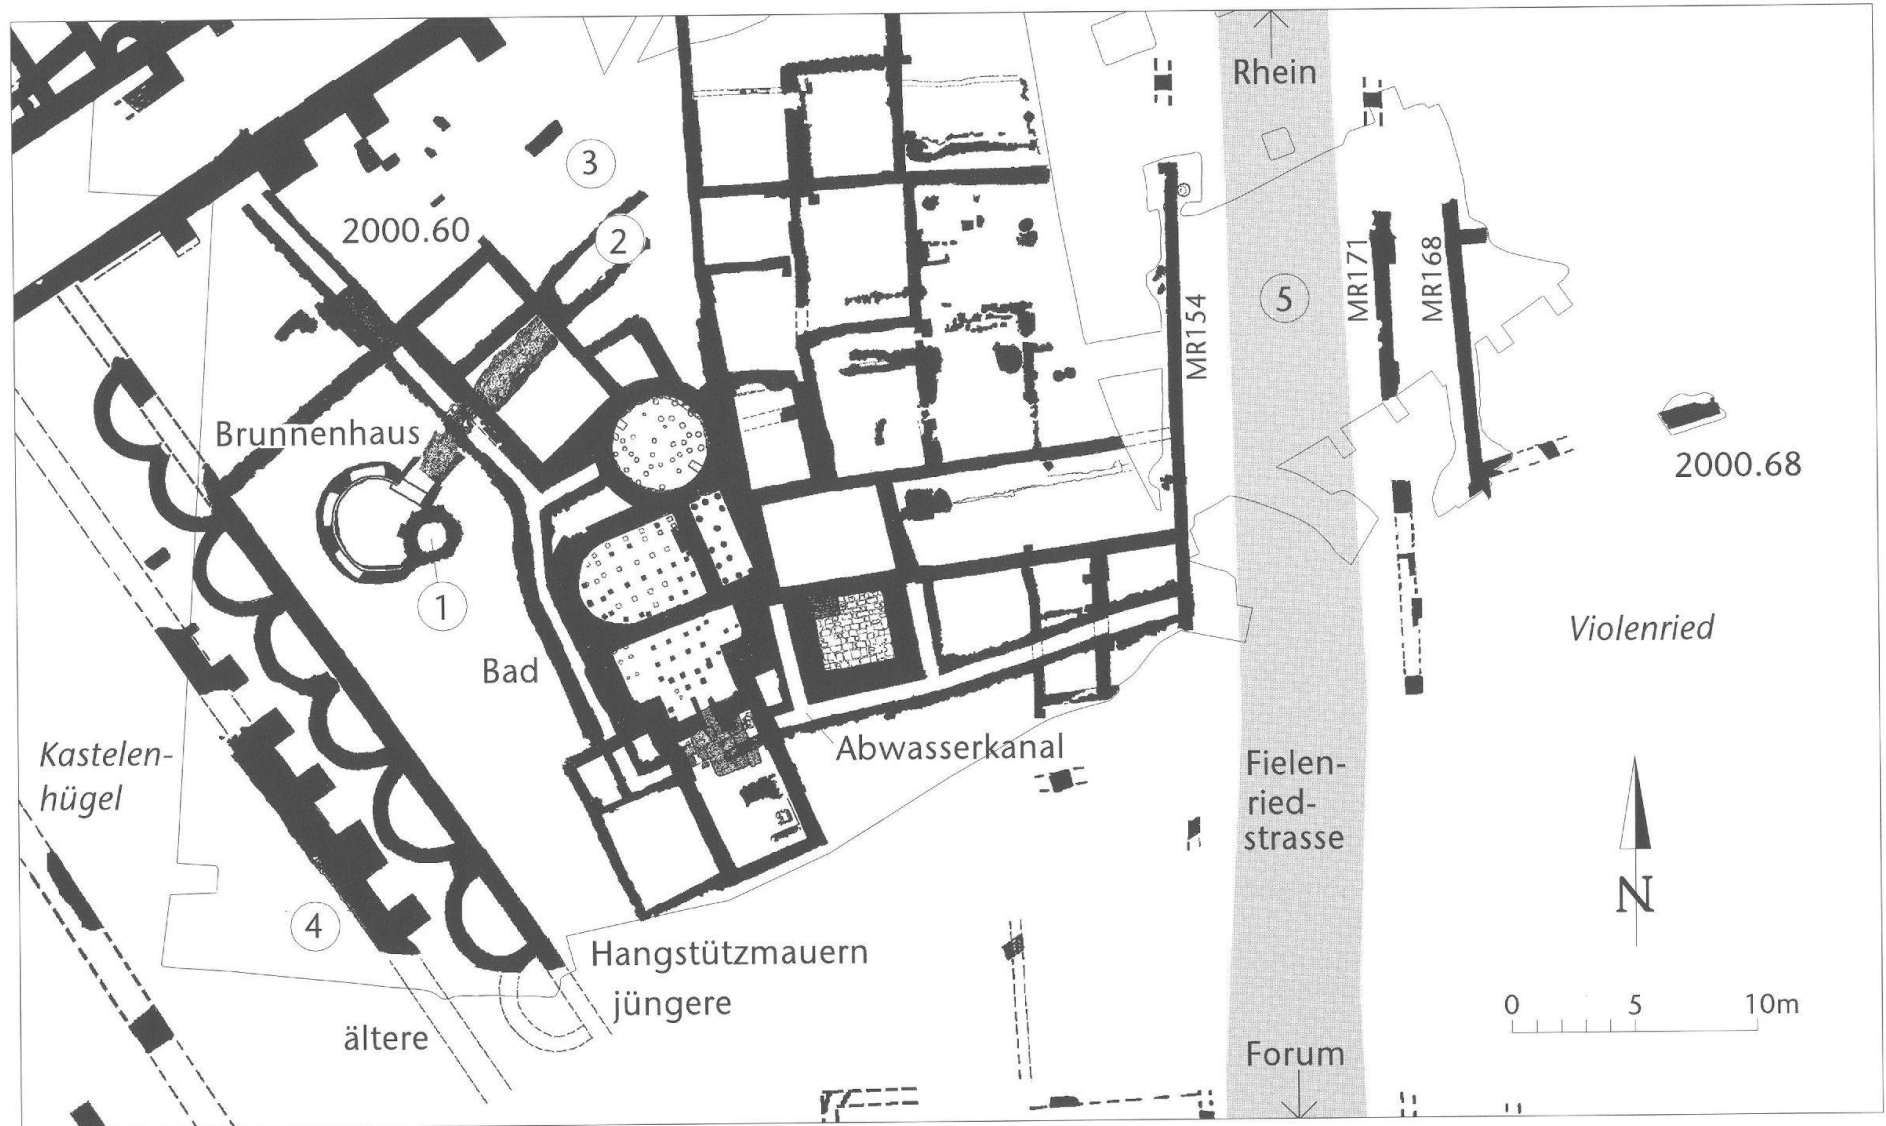 Rhein
3
2000.60
2
5
MR171
MR168
MR154
Brunnenhaus
2000.68
1
Violenried
Bad
Kastelen-
hügel
Abwasserkanal
Fielen-
ried-
strasse
N
4
Hangstützmauern
jüngere
ältere
0 5 10m
Forum